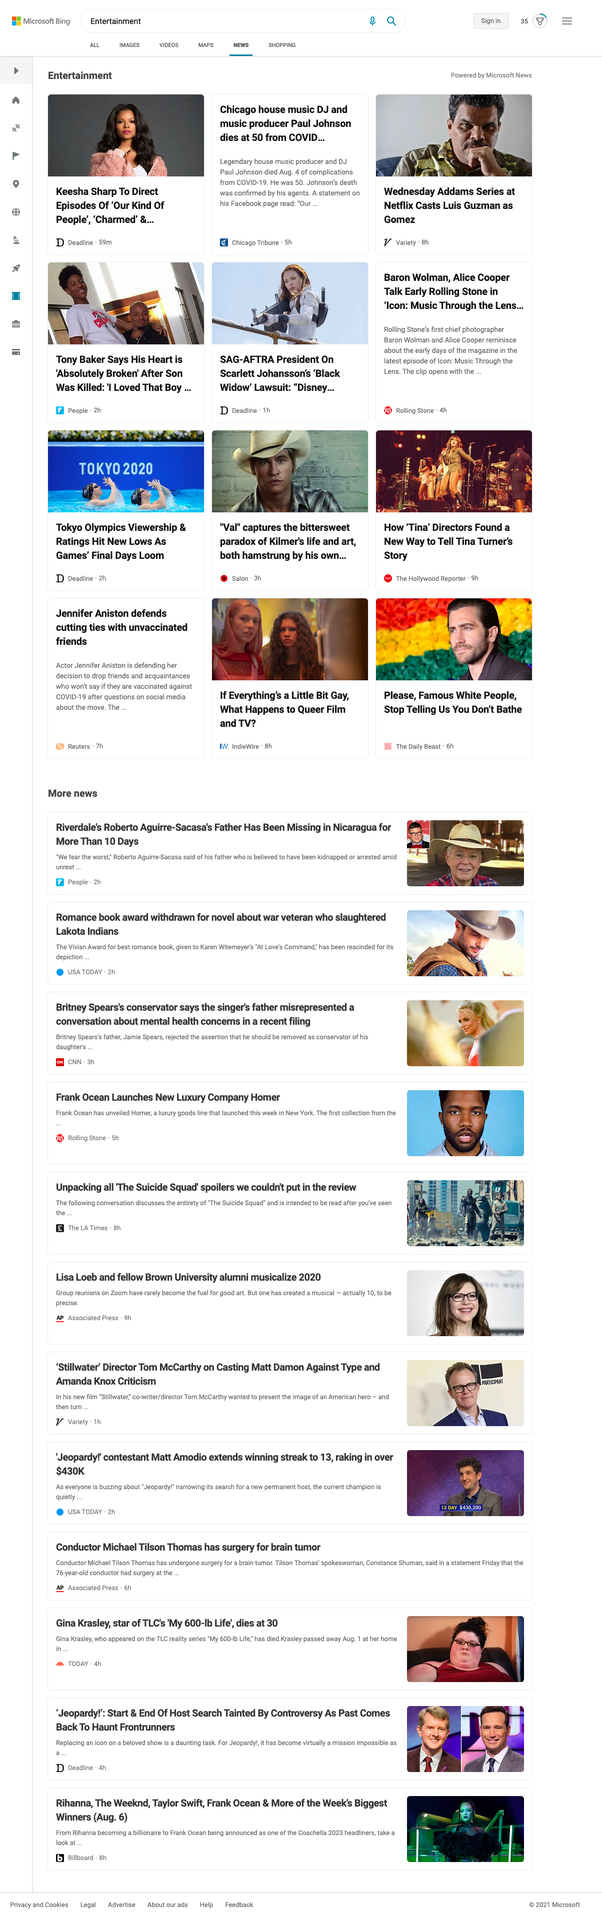 Microsoft Bing
Entertainment
Sign in
35
ALL
IMAGES
VIDEOS
MAPS
NEWS
SHOPPING
Entertainment
Powered by Microsoft News
Keesha Sharp To Direct
Episodes Of 'Our Kind Of
People', 'Charmed' &...
Deadline · 59m
Chicago house music DJ and
music producer Paul Johnson
dies at 50 from COVID...
Legendary house music producer and DJ
Paul Johnson died Aug. 4 of complications
from COVID-19. He was 50. Johnson's death
was confirmed by his agents. A statement on
his Facebook page read: "Our ...
Chicago Tribune · 5h
Wednesday Addams Series at
Netflix Casts Luis Guzman as
Gomez
Variety · 8h
Tony Baker Says His Heart is
'Absolutely Broken' After Son
Was Killed: 'I Loved That Boy ...
People · 2h
SAG-AFTRA President On
Scarlett Johansson's 'Black
Widow' Lawsuit: "Disney...
Deadline · 1h
Baron Wolman, Alice Cooper
Talk Early Rolling Stone in
'Icon: Music Through the Lens...
Rolling Stone's first chief photographer
Baron Wolman and Alice Cooper reminisce
about the early days of the magazine in the
latest episode of Icon: Music Through the
Lens. The clip opens with the ...
Rolling Stone · 4h
TOKYO 2020
Tokyo Olympics Viewership &
Ratings Hit New Lows As
Games' Final Days Loom
Deadline · 2h
"Val" captures the bittersweet
paradox of Kilmer's life and art,
both hamstrung by his own...
Salon · 3h
How 'Tina' Directors Found a
New Way to Tell Tina Turner's
Story
The Hollywood Reporter · 9h
Jennifer Aniston defends
cutting ties with unvaccinated
friends
Actor Jennifer Aniston is defending her
decision to drop friends and acquaintances
who won't say if they are vaccinated against
COVID-19 after questions on social media
about the move. The ...
Reuters · 7h
If Everything's a Little Bit Gay,
What Happens to Queer Film
and TV?
IndieWire · 8h
Please, Famous White People,
Stop Telling Us You Don't Bathe
The Daily Beast · 6h
More news
Riverdale's Roberto Aguirre-Sacasa's Father Has Been Missing in Nicaragua for
More Than 10 Days
"We fear the worst," Roberto Aguirre-Sacasa said of his father who is believed to have been kidnapped or arrested amid
unrest ...
People · 2h
Romance book award withdrawn for novel about war veteran who slaughtered
Lakota Indians
The Vivian Award for best romance book, given to Karen Witemeyer's "At Love's Command," has been rescinded for its
depiction ...
USA TODAY · 2h
Britney Spears's conservator says the singer's father misrepresented a
conversation about mental health concerns in a recent filing
Britney Spears's father, Jamie Spears, rejected the assertion that he should be removed as conservator of his
daughter's ...
CNN · 3h
Frank Ocean Launches New Luxury Company Homer
Frank Ocean has unveiled Homer, a luxury goods line that launched this week in New York. The first collection from the
...
Rolling Stone · 5h
Unpacking all 'The Suicide Squad' spoilers we couldn't put in the review
The following conversation discusses the entirety of "The Suicide Squad" and is intended to be read after you've seen
the ...
The LA Times · 8h
Lisa Loeb and fellow Brown University alumni musicalize 2020
Group reunions on Zoom have rarely become the fuel for good art. But one has created a musical — actually 10, to be
precise.
AP Associated Press · 9h
'Stillwater' Director Tom McCarthy on Casting Matt Damon Against Type and
Amanda Knox Criticism
In his new film "Stillwater," co-writer/director Tom McCarthy wanted to present the image of an American hero – and
then turn ...
Variety · 1h
PARTICIPANT
'Jeopardy!' contestant Matt Amodio extends winning streak to 13, raking in over
$430K
As everyone is buzzing about "Jeopardy!" narrowing its search for a new permanent host, the current champion is
quietly ...
USA TODAY · 2h
13 DAY $430,200
Conductor Michael Tilson Thomas has surgery for brain tumor
Conductor Michael Tilson Thomas has undergone surgery for a brain tumor. Tilson Thomas' spokeswoman, Constance Shuman, said in a statement Friday that the
76-year-old conductor had surgery at the ...
AP Associated Press · 6h
Gina Krasley, star of TLC's 'My 600-lb Life', dies at 30
Gina Krasley, who appeared on the TLC reality series "My 600-lb Life," has died.Krasley passed away Aug. 1 at her home
in ...
TODAY · 4h
'Jeopardy!': Start & End Of Host Search Tainted By Controversy As Past Comes
Back To Haunt Frontrunners
Replacing an icon on a beloved show is a daunting task. For Jeopardy!, it has become virtually a mission impossible as
a ...
Deadline · 4h
Rihanna, The Weeknd, Taylor Swift, Frank Ocean & More of the Week's Biggest
Winners (Aug. 6)
From Rihanna becoming a billionaire to Frank Ocean being announced as one of the Coachella 2023 headliners, take a
look at ...
Billboard · 8h
Privacy and Cookies
Legal
Advertise
About our ads
Help
Feedback
© 2021 Microsoft